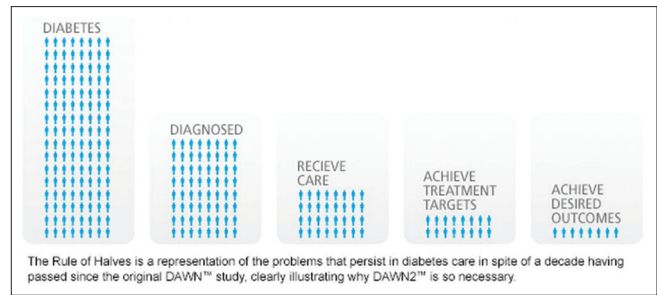 DIABETES
DIAGNOSED
RECIEVE
CARE
ACHIEVE
TREATMENT
TARGETS
ACHIEVE
DESIRED
OUTCOMES
The Rule of Halves is a representation of the problems that persist in diabetes care in spite of a decade having
passed since the original DAWN™ study, clearly illustrating why DAWN2™ is so necessary.